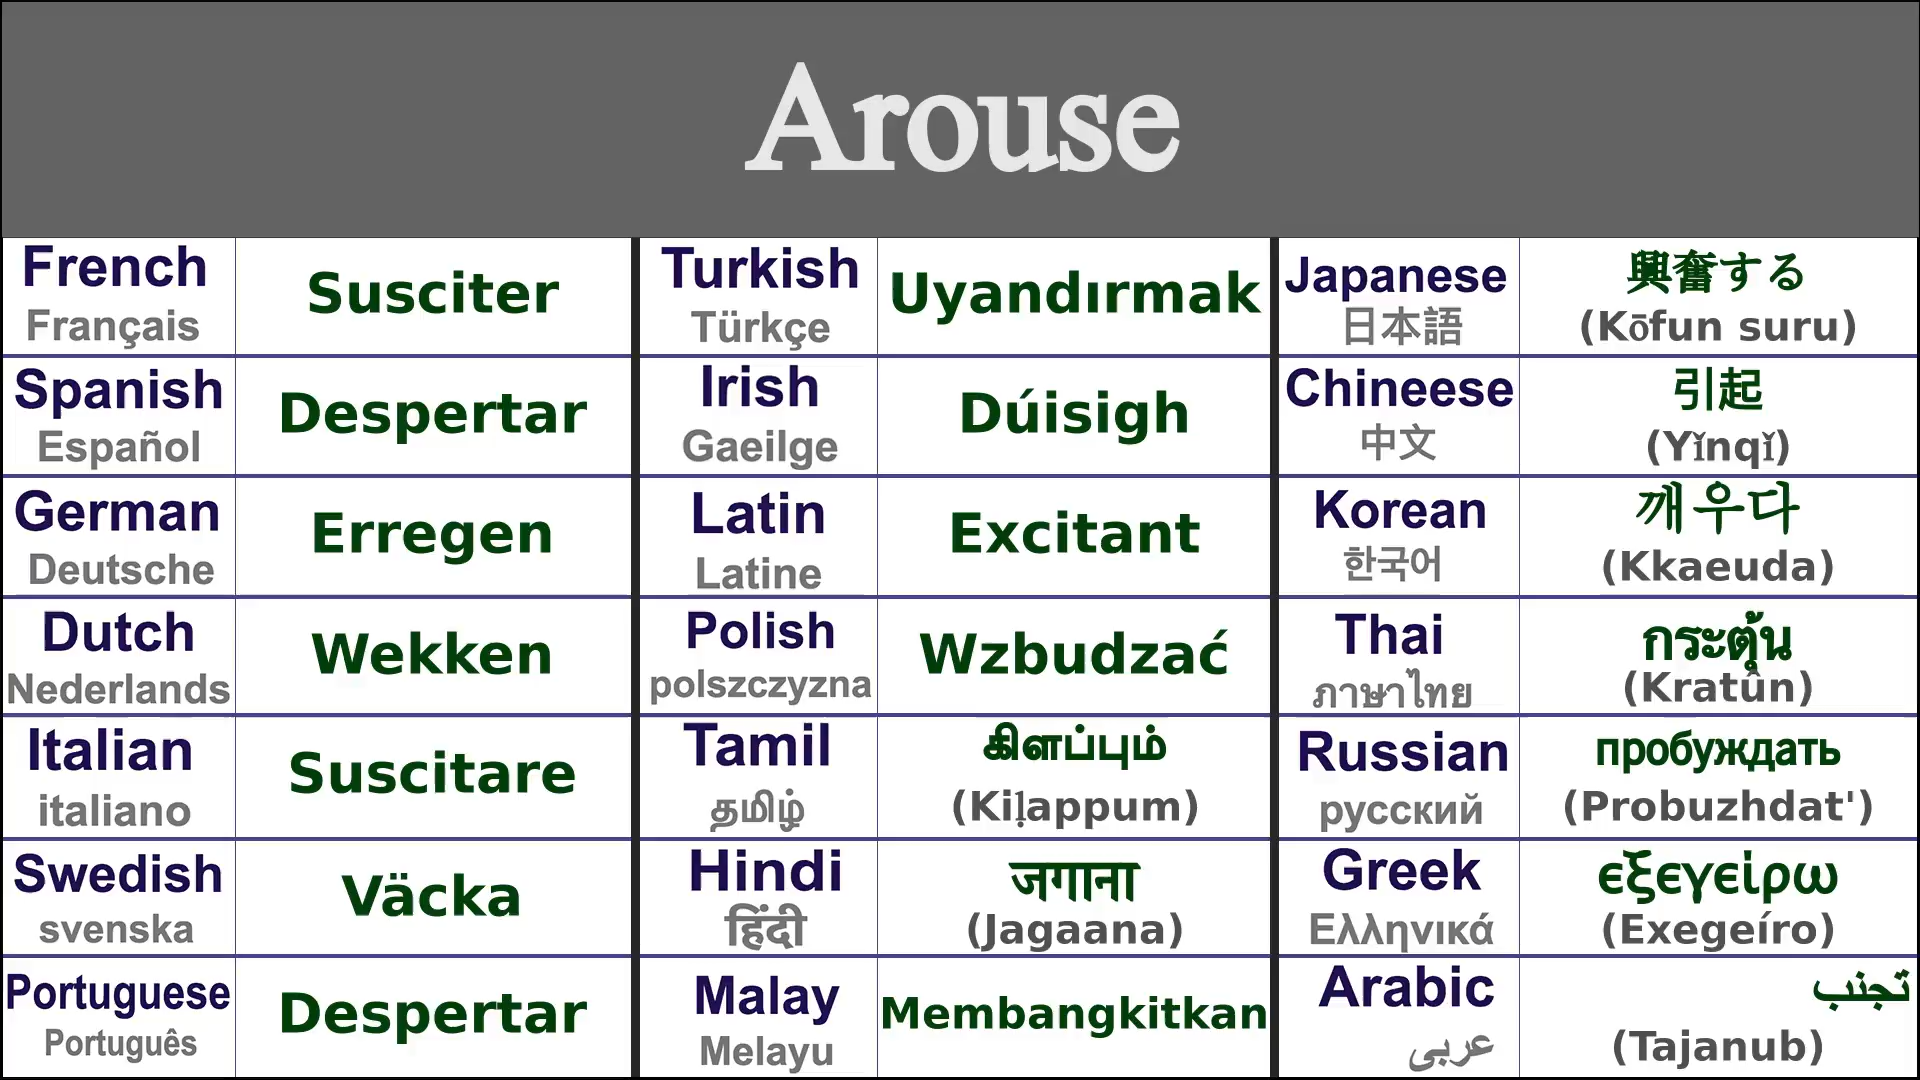 Arouse
French
Français
Susciter
Turkish
Türkçe
Uyandırmak
Japanese
日本語
興奮する
(Kōfun suru)
Spanish
Español
Despertar
Irish
Gaeilge
Dúisigh
Chineese
中文
引起
(Yǐnqǐ)
German
Deutsche
Erregen
Latin
Latine
Excitant
Korean
한국어
깨우다
(Kkaeuda)
Dutch
Nederlands
Wekken
Polish
polszczyzna
Wzbudzać
Thai
ภาษาไทย
กระตุ้น
(Kratûn)
Italian
italiano
Suscitare
Tamil
தமிழ்
கிளப்பும்
(Kiḷappum)
Russian
русский
пробуждать
(Probuzhdat')
Swedish
svenska
Väcka
Hindi
हिंदी
जगाना
(Jagaana)
Greek
Ελληνικά
εξεγείρω
(Exegeíro)
Portuguese
Português
Despertar
Malay
Melayu
Membangkitkan
Arabic
عربى
تجنب
(Tajanub)